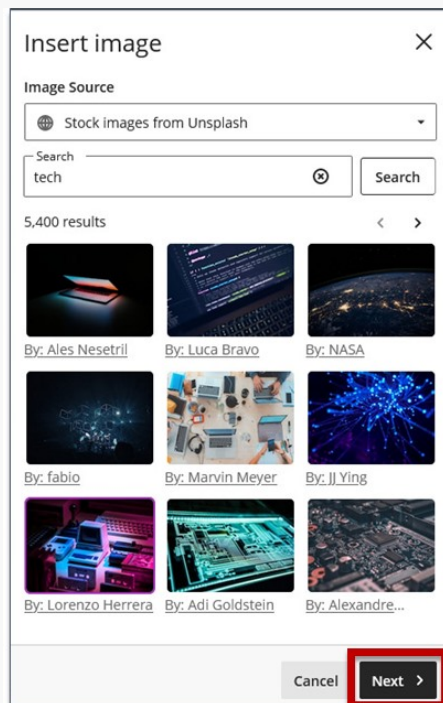 Insert image
Image Source
Stock images from Unsplash
Search
tech
Search
5,400 results
By: Ales Nesetril By: Luca Bravo By: NASA
By: fabio By: Marvin Meyer By: JJ Ying
By: Lorenzo Herrera By: Adi Goldstein By: Alexandre...
Cancel Next